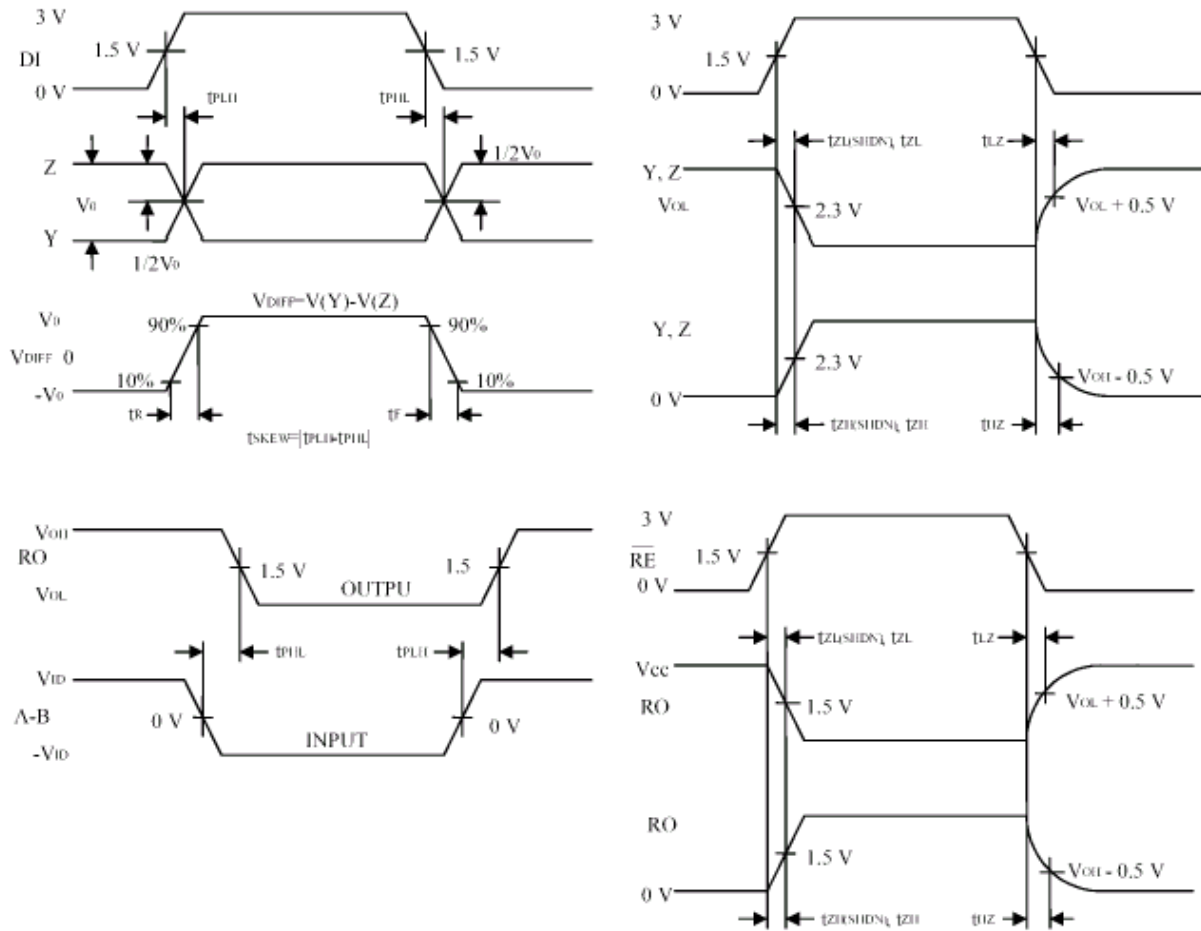 3 V
DI
1.5 V
1.5 V
0 V
tPLH
tPHL
Z
1/2V0
V0
Y
1/2V0
VDIFF=V(Y)-V(Z)
V0
90%
90%
VDIFF 0
10%
10%
-V0
tR
tF
tSKEW=|tPLH-tPHL|
3 V
1.5 V
0 V
tZL(SHDN), tZL
tLZ
Y, Z
VOL
2.3 V
VOL + 0.5 V
Y, Z
2.3 V
VOH - 0.5 V
0 V
tZH(SHDN), tZH
tHZ
VOH
RO
1.5 V
1.5
VOL
OUTPU
tPHL
tPLH
VID
A-B
0 V
0 V
-VID
INPUT
3 V
RE
1.5 V
0 V
tZL(SHDN), tZL
tLZ
Vcc
RO
1.5 V
VOL + 0.5 V
RO
1.5 V
VOH - 0.5 V
0 V
tZH(SHDN), tZH
tHZ